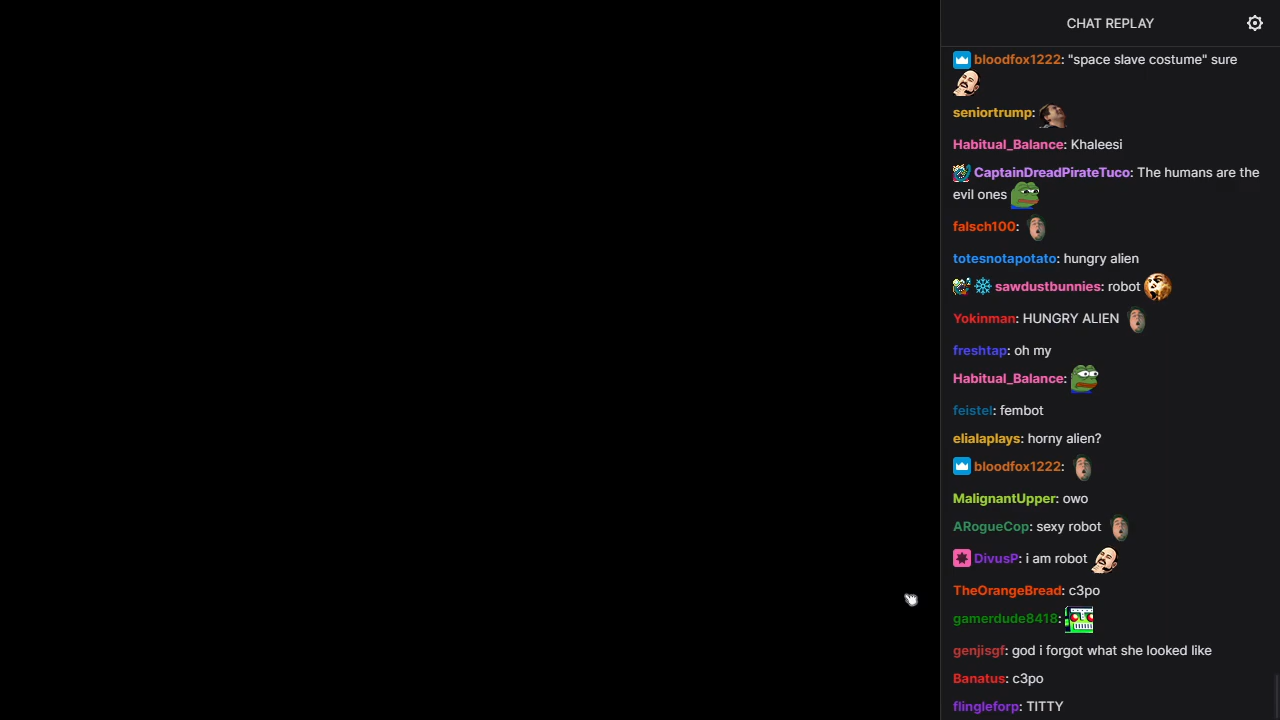 CHAT REPLAY
bloodfox1222: "space slave costume" sure
seniortrump:
Habitual_Balance: Khaleesi
CaptainDreadPirateTuco: The humans are the
evil ones
falsch100:
totesnotapotato: hungry alien
sawdustbunnies: robot
Yokinman: HUNGRY ALIEN
freshtap: oh my
Habitual_Balance:
feistel: fembot
elialaplays: horny alien?
bloodfox1222:
MalignantUpper: owo
ARogueCop: sexy robot
DivusP: i am robot
TheOrangeBread: c3po
gamerdude8418:
genjisgf: god i forgot what she looked like
Banatus: c3po
flingleforp: TITTY